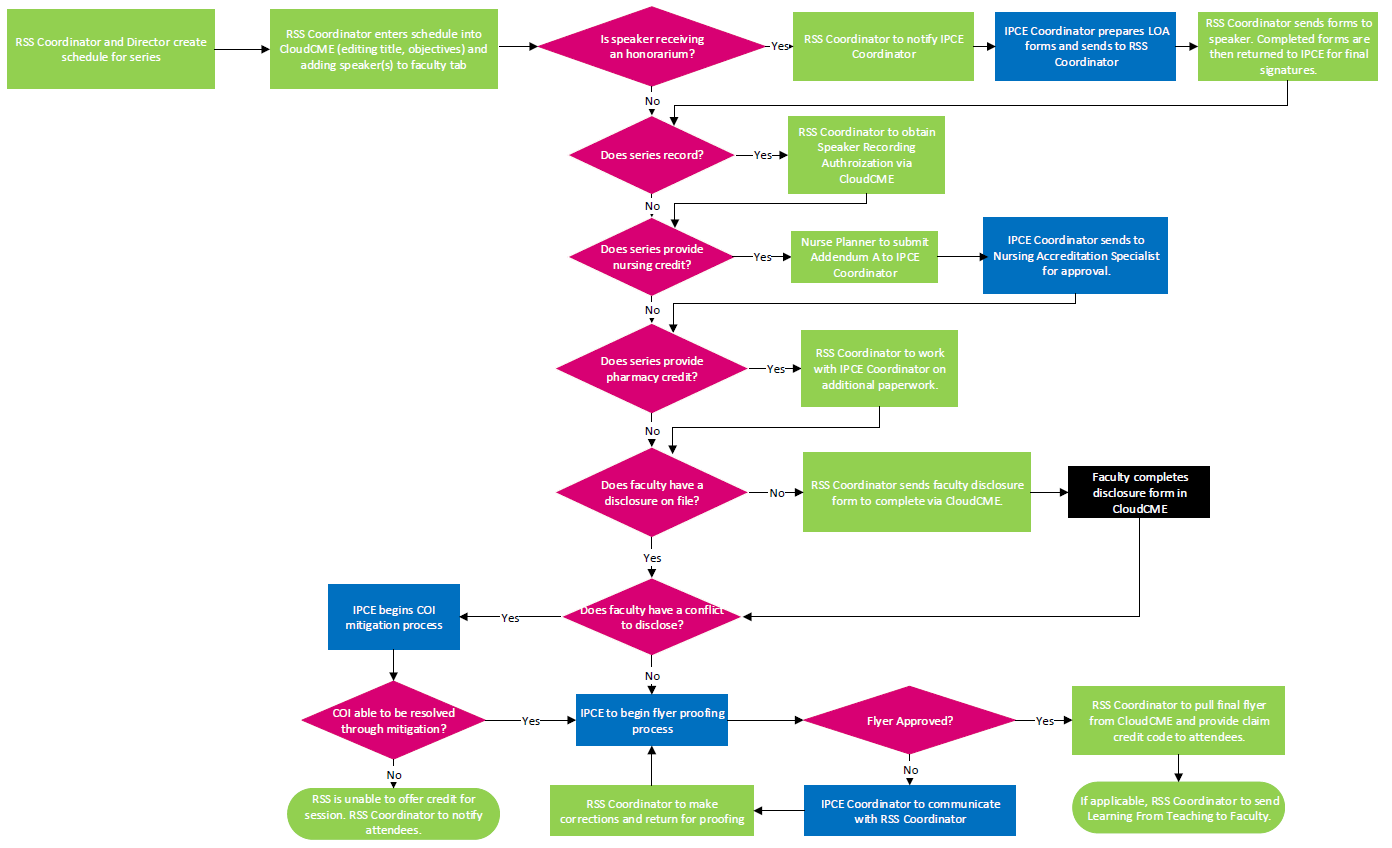 RSS Coordinator and Director create
schedule for series
RSS Coordinator enters schedule into
CloudCME (editing title, objectives) and
adding speaker(s) to faculty tab
Is speaker receiving
an honorarium?
Yes
RSS Coordinator to notify IPCE
Coordinator
IPCE Coordinator prepares LOA
forms and sends to RSS
Coordinator
RSS Coordinator sends forms to
speaker. Completed forms are
then returned to IPCE for final
signatures.
No
Does series record?
Yes
RSS Coordinator to obtain
Speaker Recording
Authroization via
CloudCME
No
Does series provide
nursing credit?
Yes
Nurse Planner to submit
Addendum A to IPCE
Coordinator
IPCE Coordinator sends to
Nursing Accreditation Specialist
for approval.
No
Does series provide
pharmacy credit?
Yes
RSS Coordinator to work
with IPCE Coordinator on
additional paperwork.
No
Does faculty have a
disclosure on file?
No
RSS Coordinator sends faculty disclosure
form to complete via CloudCME.
Faculty completes
disclosure form in
CloudCME
Yes
Does faculty have a conflict
to disclose?
Yes
IPCE begins COI
mitigation process
No
COI able to be resolved
through mitigation?
Yes
IPCE to begin flyer proofing
process
Flyer Approved?
Yes
RSS Coordinator to pull final flyer
from CloudCME and provide claim
credit code to attendees.
No
RSS is unable to offer credit for
session. RSS Coordinator to notify
attendees.
RSS Coordinator to make
corrections and return for proofing
No
IPCE Coordinator to communicate
with RSS Coordinator
If applicable, RSS Coordinator to send
Learning From Teaching to Faculty.